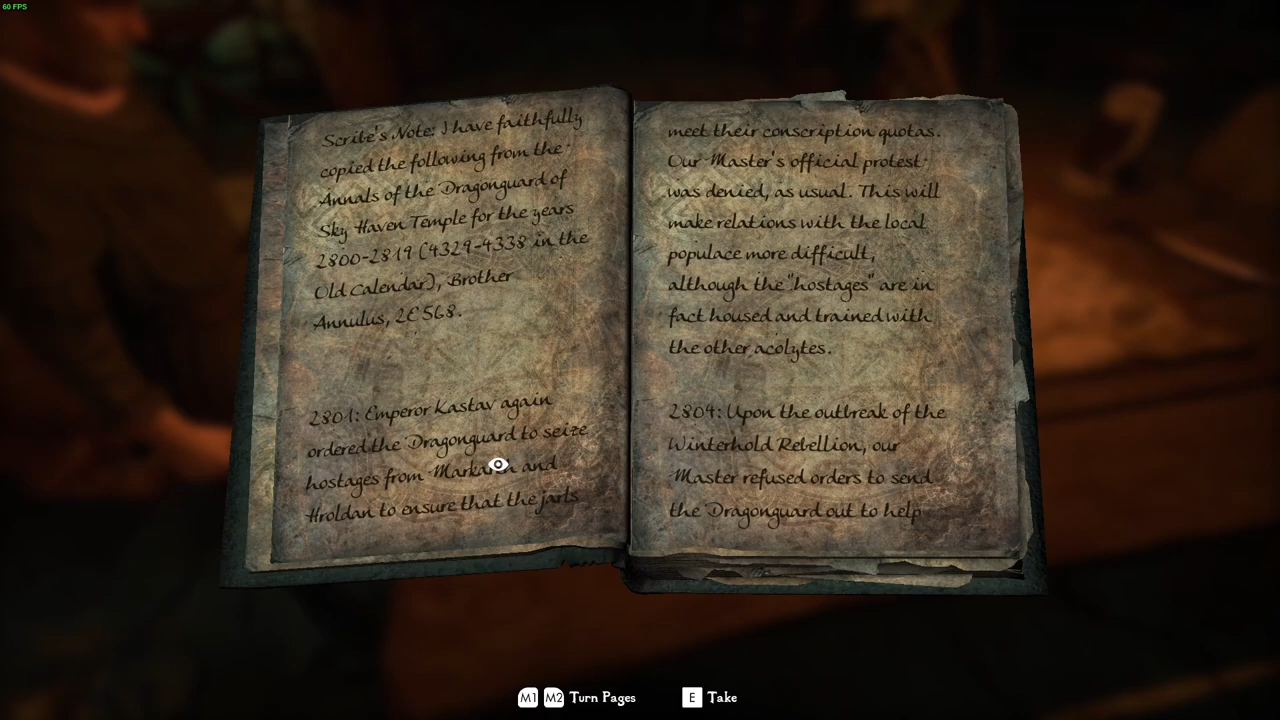 60 FPS
Scribe's Note: I have faithfully
copied the following from the
Annals of the Dragonguard of
Sky Haven Temple for the years
2800-2819 (4329-4338 in the
Old Calendar), Brother
Annulus, 2E 568.
2801: Emperor Kastav again
ordered the Dragonguard to seize
hostages from Markarth and
Hroldan to ensure that the jarls
meet their conscription quotas.
Our Master's official protest
was denied, as usual. This will
make relations with the local
populace more difficult,
although the "hostages" are in
fact housed and trained with
the other acolytes.
2804: Upon the outbreak of the
Winterhold Rebellion, our
Master refused orders to send
the Dragonguard out to help
M1 M2 Turn Pages E Take